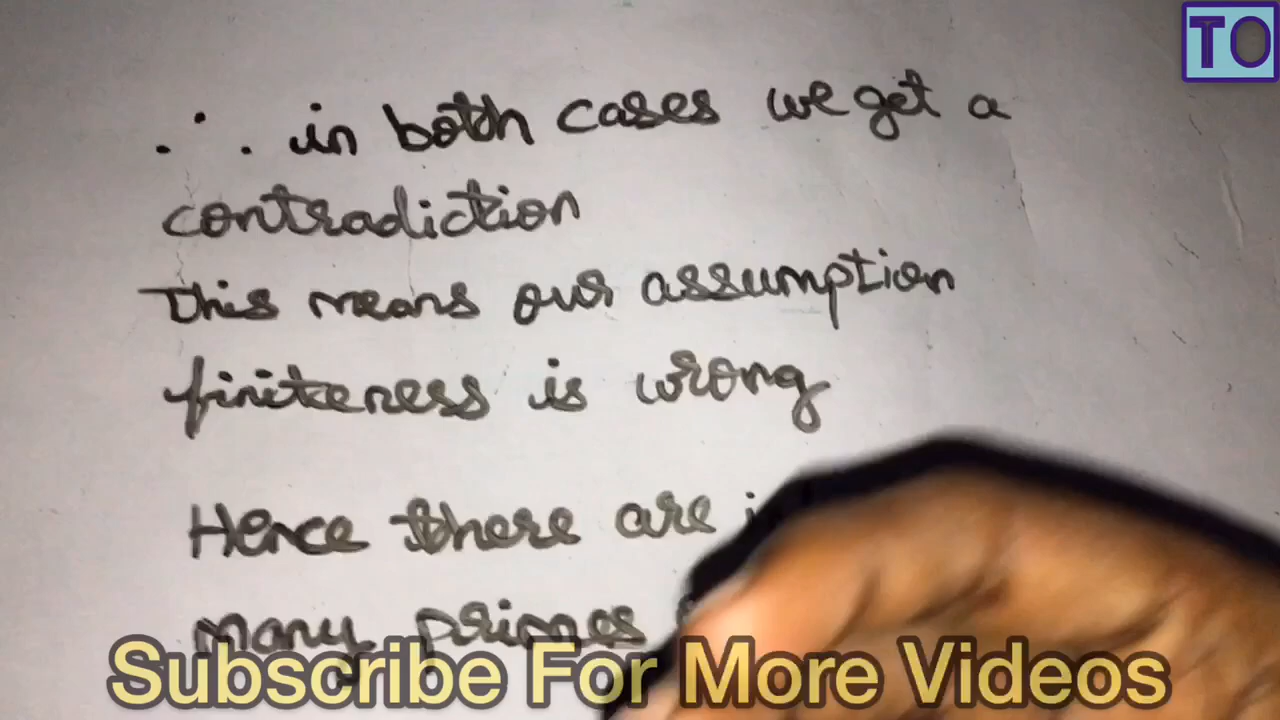 TO
∴ in both cases we get a
contradiction
This means our assumption
finiteness is wrong
Hence there are
many primes
Subscribe For More Videos